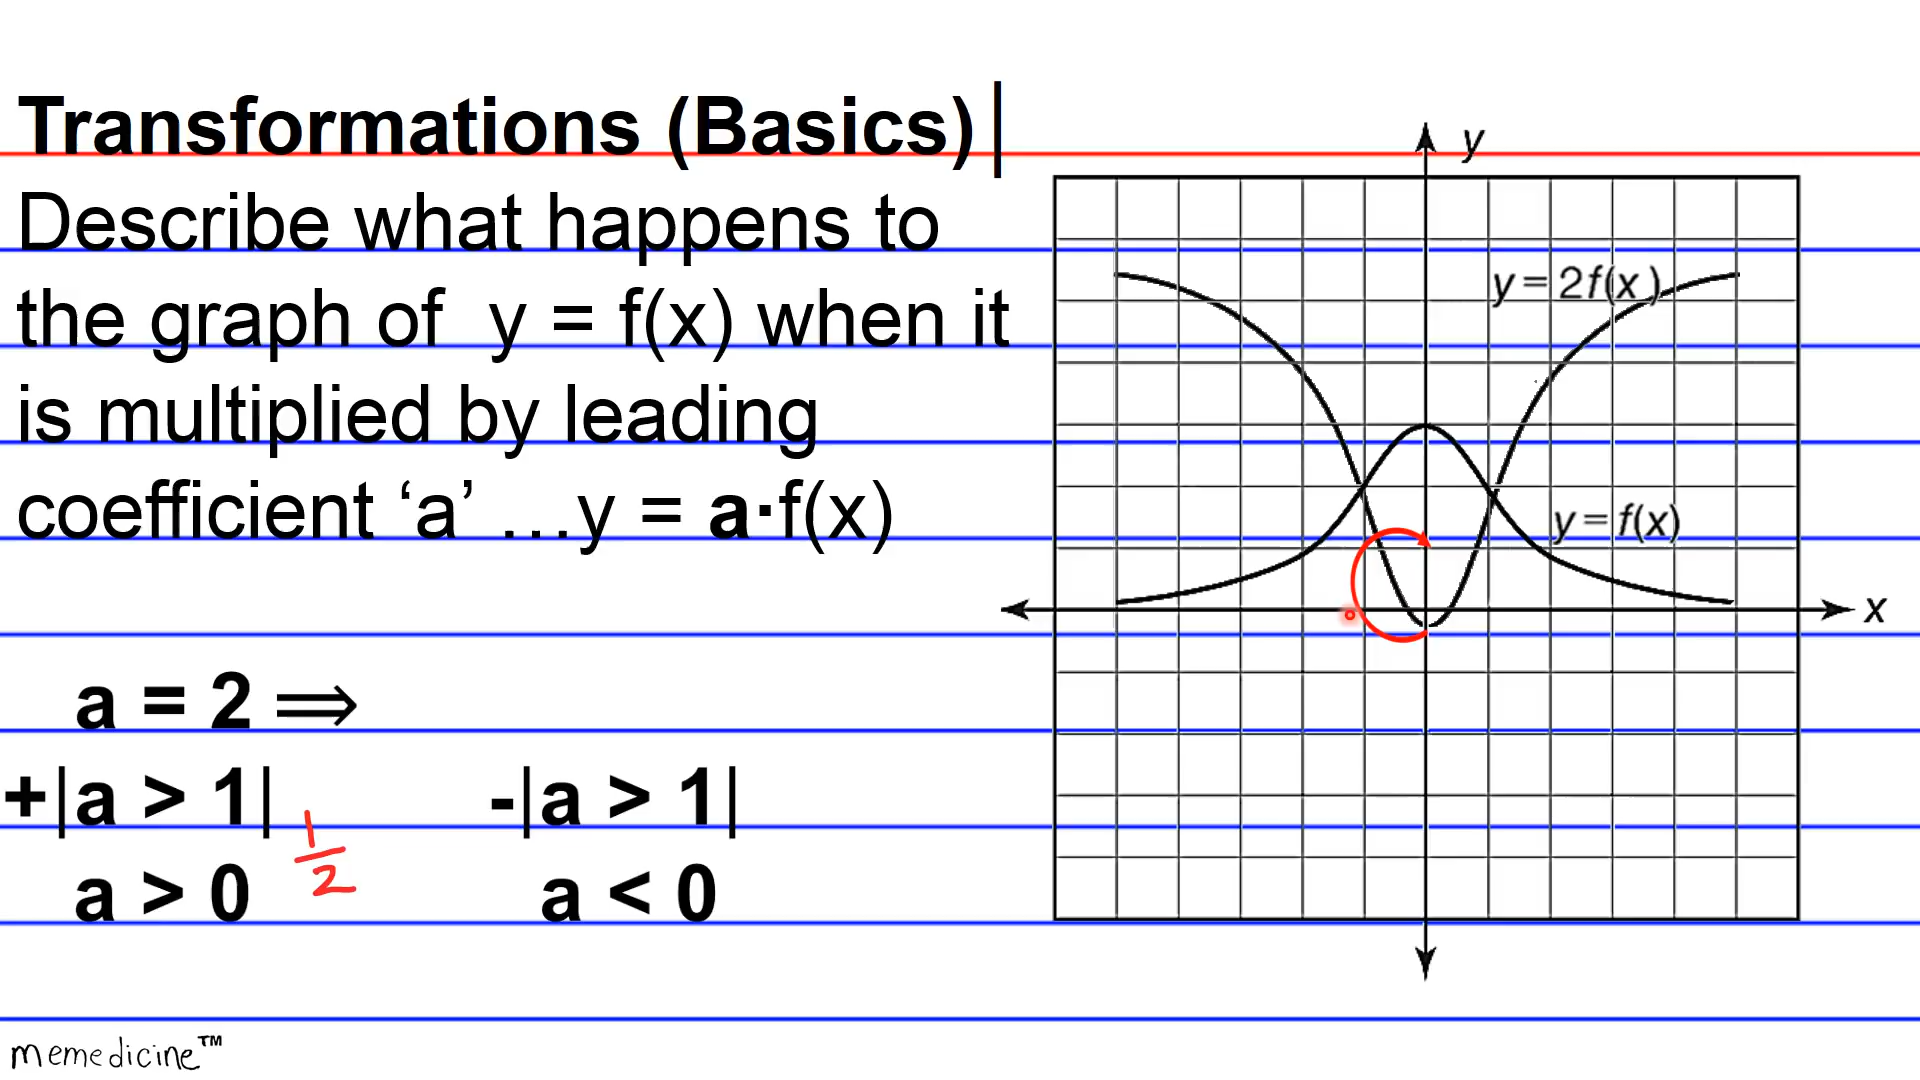 Transformations (Basics)|
Describe what happens to
the graph of y = f(x) when it
is multiplied by leading
coefficient ‘a’ ...y = a·f(x)
a = 2 ⇒
+|a > 1| -|a > 1|
1/2
a > 0 a < 0
y
y = 2f(x)
y = f(x)
x
memedicine™